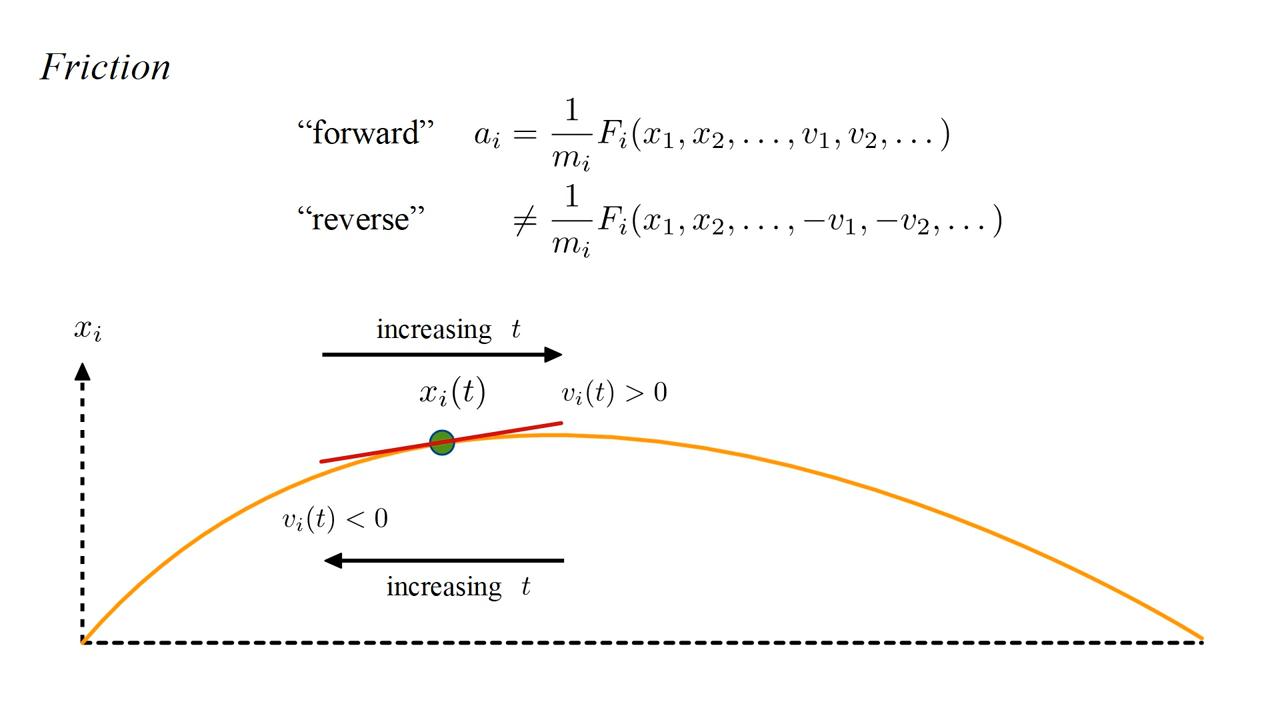 Friction
“forward” a_i = \frac{1}{m_i} F_i(x_1, x_2, \ldots, v_1, v_2, \ldots)
“reverse” \neq \frac{1}{m_i} F_i(x_1, x_2, \ldots, -v_1, -v_2, \ldots)
x_i
increasing t
x_i(t)
v_i(t) > 0
v_i(t) < 0
increasing t